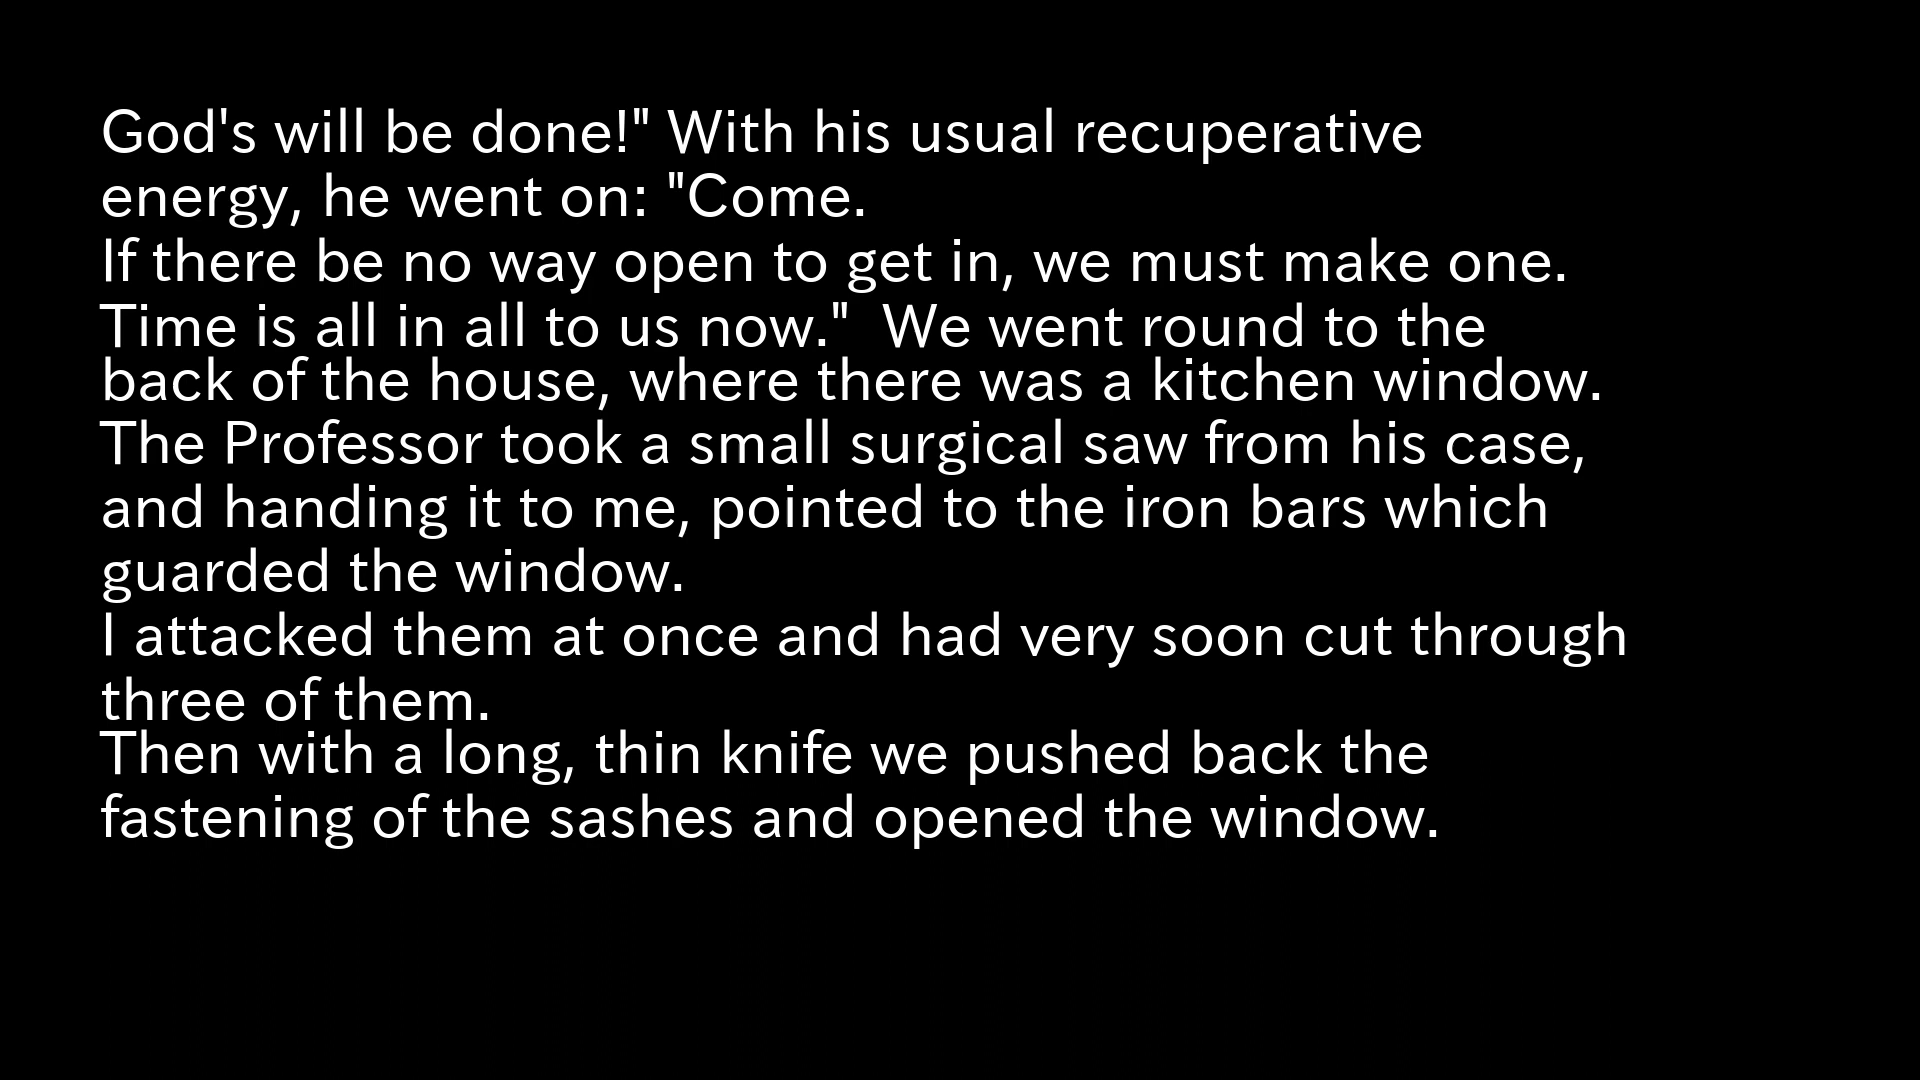 God's will be done!" With his usual recuperative
energy, he went on: "Come.
If there be no way open to get in, we must make one.
Time is all in all to us now."  We went round to the
back of the house, where there was a kitchen window.
The Professor took a small surgical saw from his case,
and handing it to me, pointed to the iron bars which
guarded the window.
I attacked them at once and had very soon cut through
three of them.
Then with a long, thin knife we pushed back the
fastening of the sashes and opened the window.